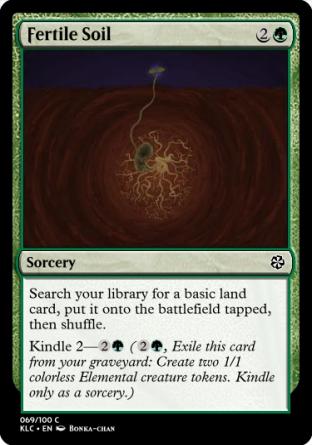 Fertile Soil 2
Sorcery
Search your library for a basic land
card, put it onto the battlefield tapped,
then shuffle.
Kindle 2—2 ( 2 , Exile this card
from your graveyard: Create two 1/1
colorless Elemental creature tokens. Kindle
only as a sorcery.)
069/100 C
KLC • EN Bonka-chan